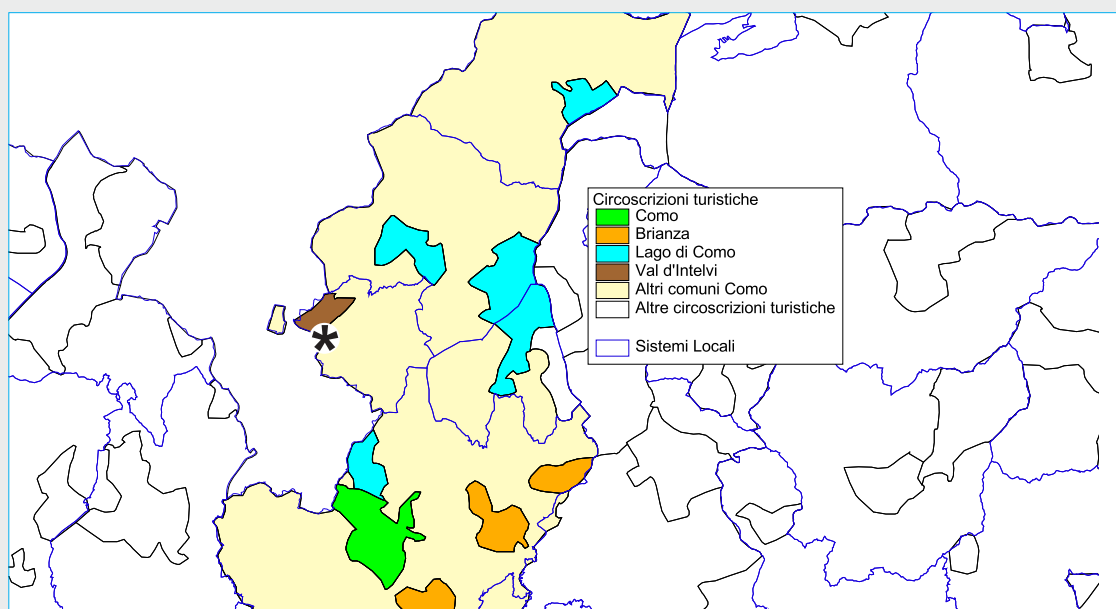 Circoscrizioni turistiche
Como
Brianza
Lago di Como
Val d'Intelvi
Altri comuni Como
Altre circoscrizioni turistiche
Sistemi Locali
*